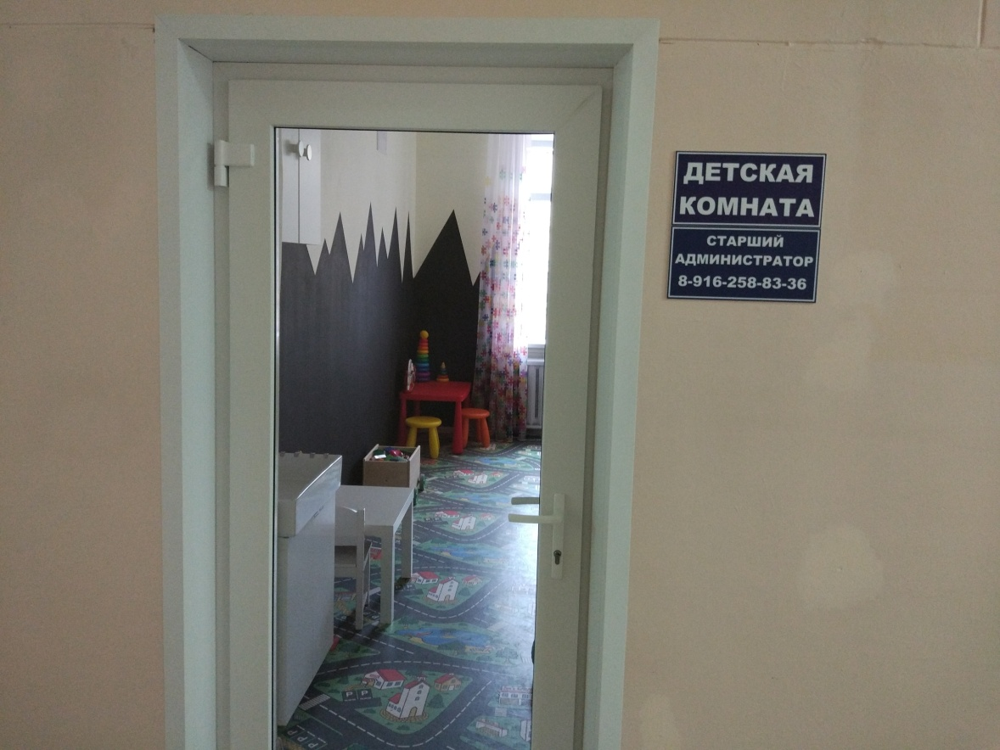 ДЕТСКАЯ
КОМНАТА
СТАРШИЙ
АДМИНИСТРАТОР
8-916-258-83-36
P P
P P P